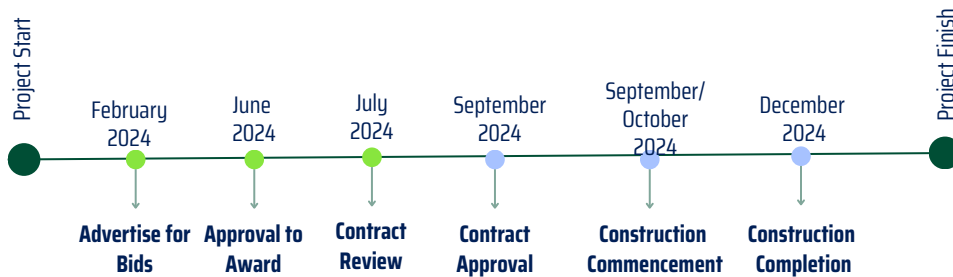 Project Start
February
2024
June
2024
July
2024
September
2024
September/
October
2024
December
2024
Project Finish
Advertise for
Bids
Approval to
Award
Contract
Review
Contract
Approval
Construction
Commencement
Construction
Completion